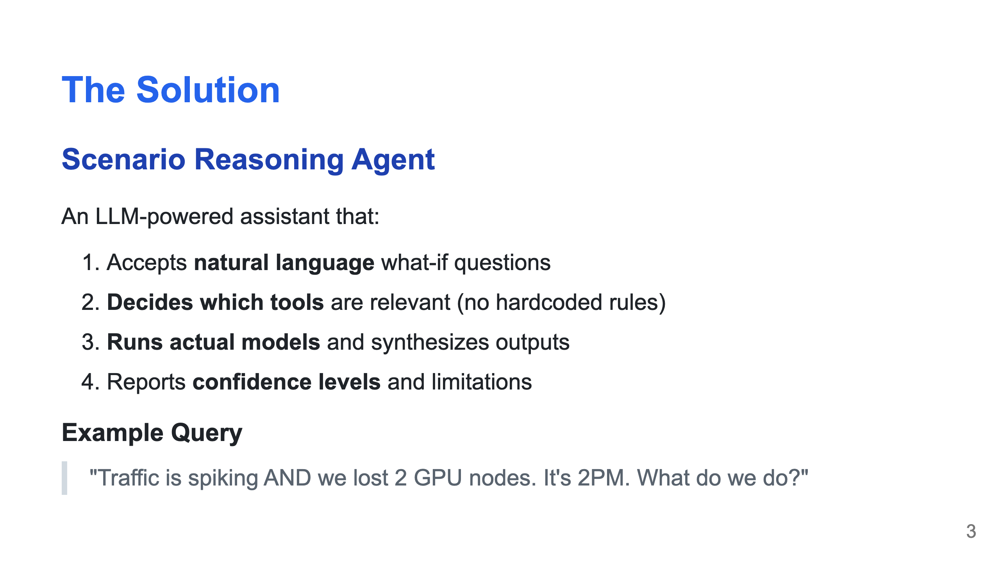 The Solution
Scenario Reasoning Agent
An LLM-powered assistant that:
1. Accepts natural language what-if questions
2. Decides which tools are relevant (no hardcoded rules)
3. Runs actual models and synthesizes outputs
4. Reports confidence levels and limitations
Example Query
"Traffic is spiking AND we lost 2 GPU nodes. It's 2PM. What do we do?"
3